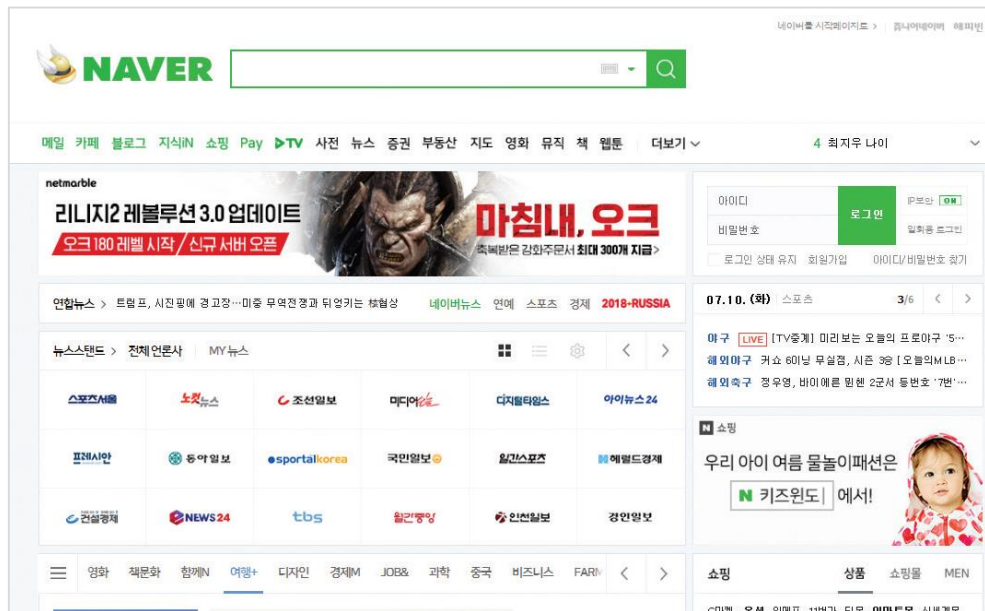 네이버를 시작페이지로 > 쥬니어네이버 해피빈
NAVER
메일 카페 블로그 지식iN 쇼핑 Pay TV 사전 뉴스 증권 부동산 지도 영화 뮤직 책 웹툰 더보기
4 최지우 나이
netmarble
리니지2 레볼루션 3.0 업데이트
오크 180 레벨 시작 / 신규 서버 오픈
마침내, 오크
축복받은 강화주문서 최대 300개 지급>
아이디
비밀번호
로그인
IP보안 ON
일회용 로그인
로그인 상태 유지 회원가입 아이디/비밀번호 찾기
연합뉴스 > 트럼프, 시진핑에 경고장…미중 무역전쟁과 뒤엉키는 核협상
네이버뉴스 연예 스포츠 경제 2018-RUSSIA
07.10. (화) 스포츠 3/6 < >
야구 LIVE [TV중계] 미리보는 오늘의 프로야구 '5…
해외야구 커쇼 6이닝 무실점, 시즌 3승 [오늘의MLB…
해외축구 정우영, 바이에른 뮌헨 2군서 등번호 '7번'…
뉴스스탠드 > 전체 언론사 MY 뉴스 < >
스포츠서울 노컷뉴스 조선일보 미디어오늘 디지털타임스 아이뉴스24
프레시안 동아일보 sportalkorea 국민일보 일간스포츠 헤럴드경제
건설경제 NEWS24 tbs 월간중앙 인천일보 경인일보
N 쇼핑
우리 아이 여름 물놀이패션은
N 키즈윈도 에서!
영화 책문화 함께N 여행+ 디자인 경제M JOB& 과학 중국 비즈니스 FARM < >
쇼핑 상품 쇼핑몰 MEN